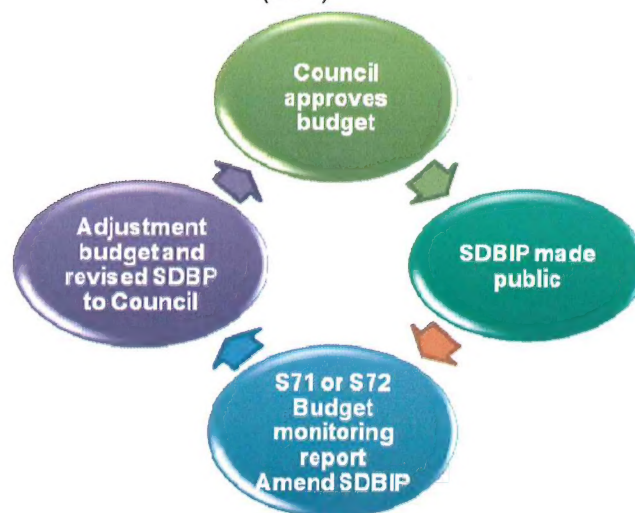 Council
approves
budget
SDBIP made
public
S71 or S72
Budget
monitoring
report
Amend SDBIP
Adjustment
budget and
revised SDBP
to Council